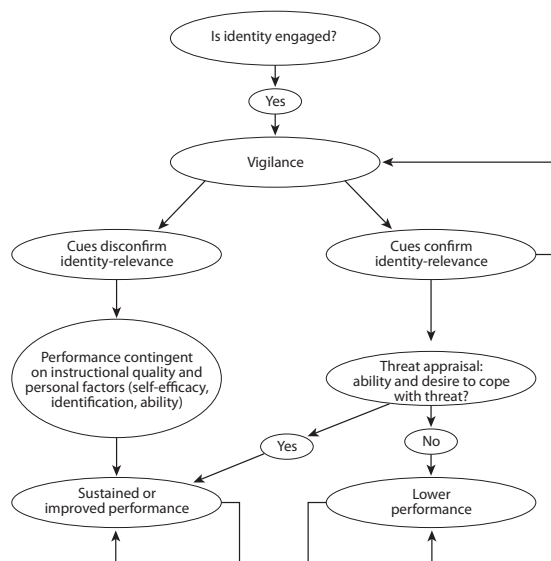 Is identity engaged?
Yes
Vigilance
Cues disconfirm
identity-relevance
Cues confirm
identity-relevance
Performance contingent
on instructional quality and
personal factors (self-efficacy,
identification, ability)
Threat appraisal:
ability and desire to cope
with threat?
Yes
No
Sustained or
improved performance
Lower
performance